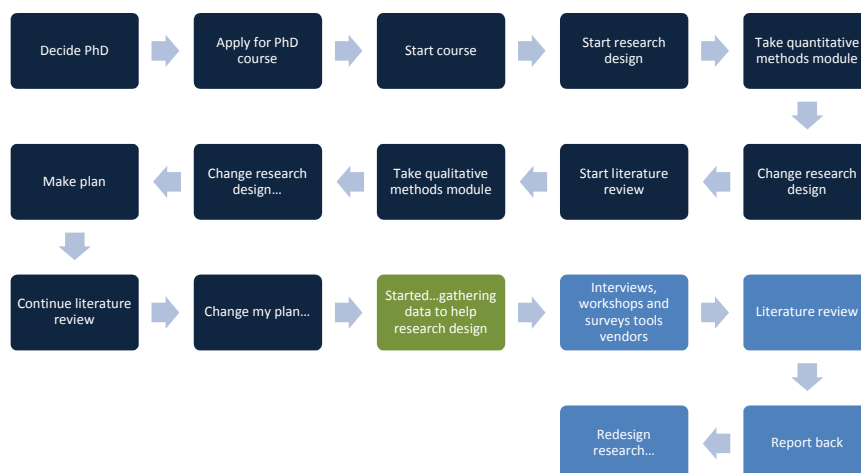 Decide PhD
Apply for PhD
course
Start course
Start research
design
Take quantitative
methods module
Change research
design
Start literature
review
Take qualitative
methods module
Change research
design…
Make plan
Continue literature
review
Change my plan…
Started…gathering
data to help
research design
Interviews,
workshops and
surveys tools
vendors
Literature review
Report back
Redesign
research…